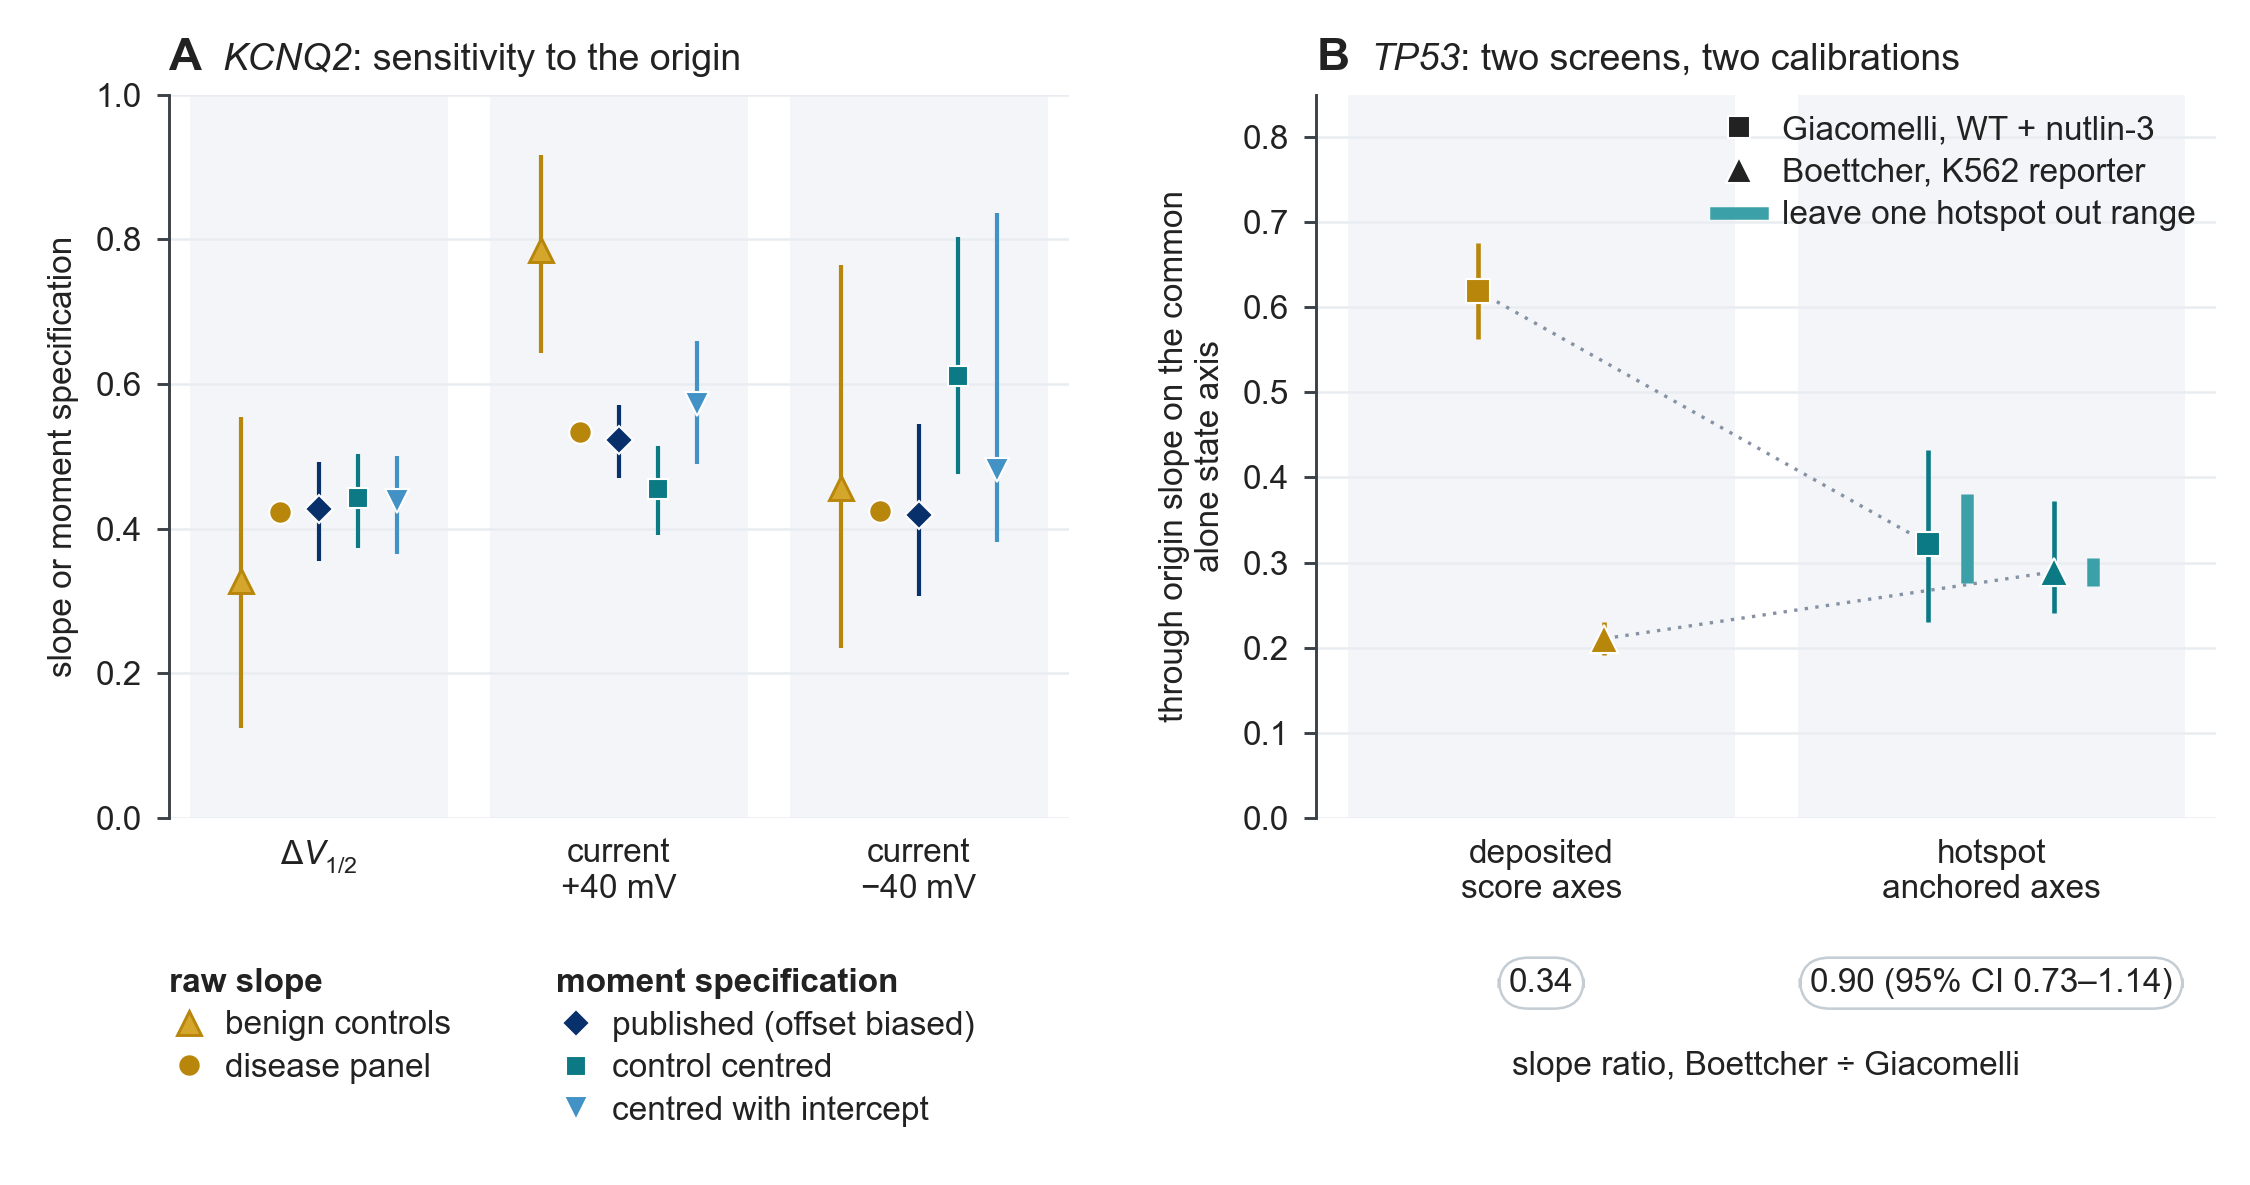 A KCNQ2: sensitivity to the origin
slope or moment specification
1.0
0.8
0.6
0.4
0.2
0.0
ΔV1/2
current
+40 mV
current
−40 mV
raw slope
benign controls
disease panel
moment specification
published (offset biased)
control centred
centred with intercept
B TP53: two screens, two calibrations
through origin slope on the common
alone state axis
0.8
0.7
0.6
0.5
0.4
0.3
0.2
0.1
0.0
Giacomelli, WT + nutlin-3
Boettcher, K562 reporter
leave one hotspot out range
deposited
score axes
hotspot
anchored axes
0.34
0.90 (95% CI 0.73–1.14)
slope ratio, Boettcher ÷ Giacomelli